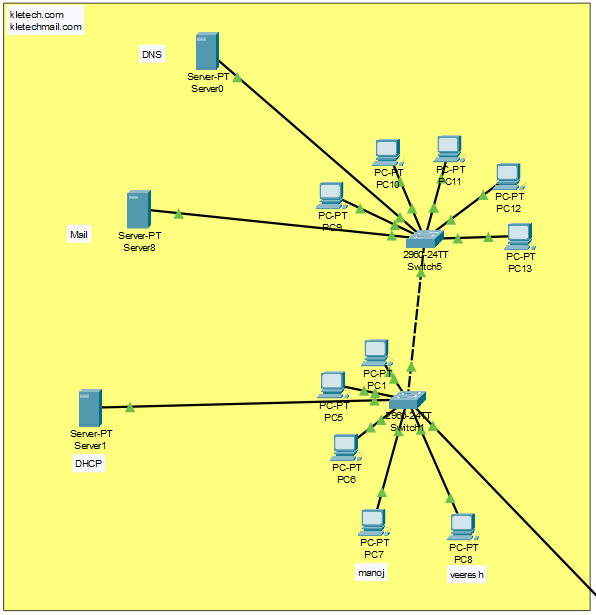 kletech.com
kletechmail.com
DNS
Server-PT
Server0
PC-PT
PC10
PC-PT
PC11
PC-PT
PC12
PC-PT
PC9
Mail
Server-PT
Server8
2960-24TT
Switch5
PC-PT
PC13
PC-PT
PC1
PC-PT
PC5
2960-24TT
Switch1
Server-PT
Server1
DHCP
PC-PT
PC6
PC-PT
PC7
manoj
PC-PT
PC8
veeresh